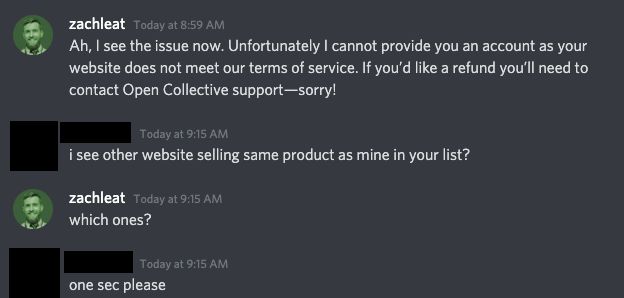 zachleat Today at 8:59 AM
Ah, I see the issue now. Unfortunately I cannot provide you an account as your
website does not meet our terms of service. If you’d like a refund you’ll need to
contact Open Collective support—sorry!
Today at 9:15 AM
i see other website selling same product as mine in your list?
zachleat Today at 9:15 AM
which ones?
Today at 9:15 AM
one sec please